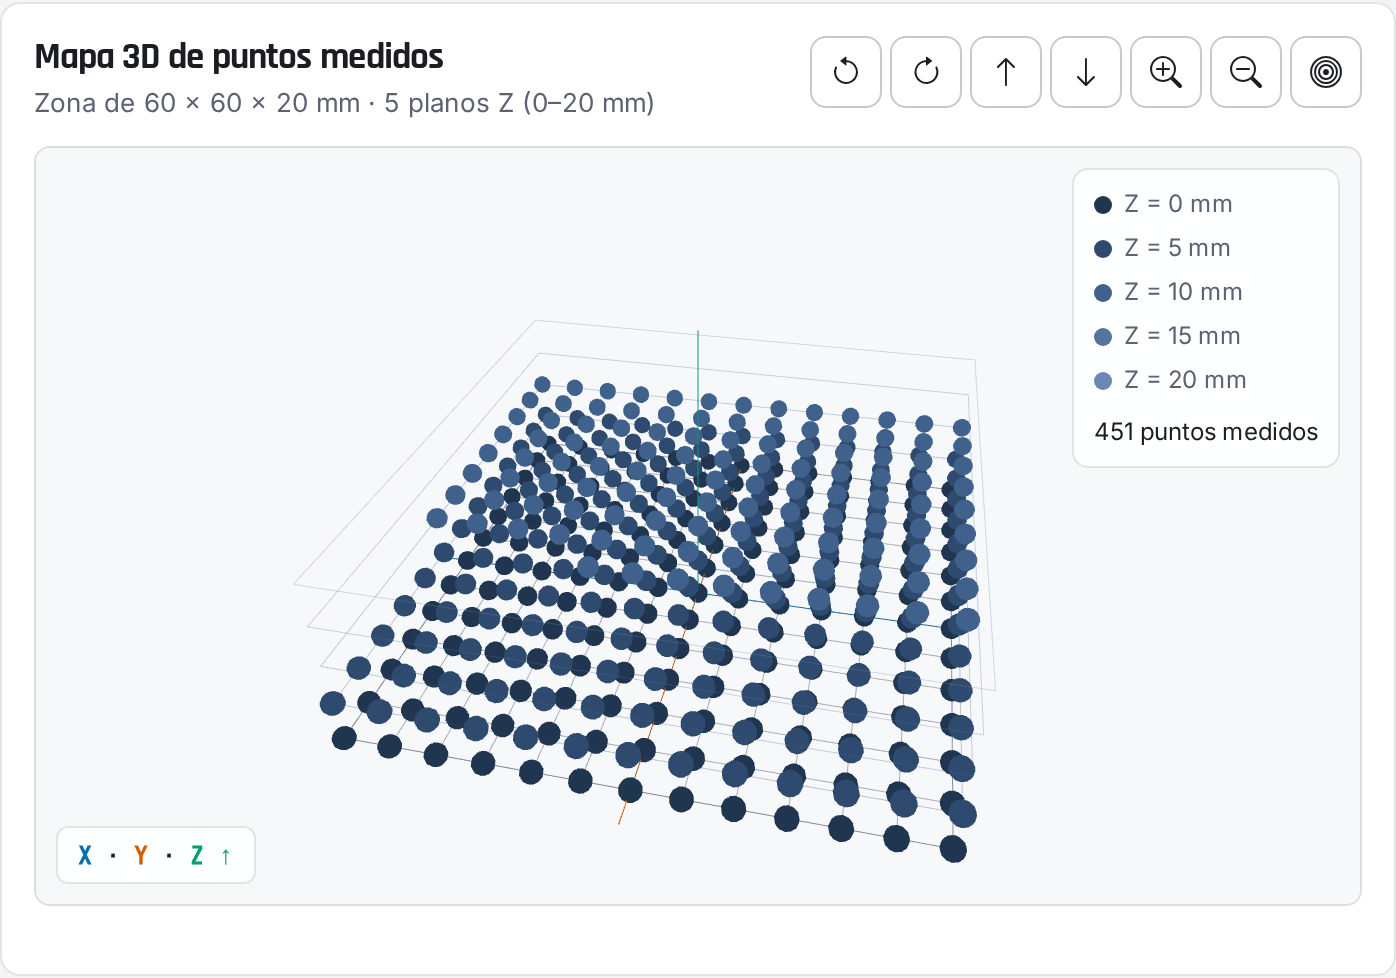 Mapa 3D de puntos medidos
Zona de 60 × 60 × 20 mm · 5 planos Z (0–20 mm)
Z = 0 mm
Z = 5 mm
Z = 10 mm
Z = 15 mm
Z = 20 mm
451 puntos medidos
X · Y · Z ↑